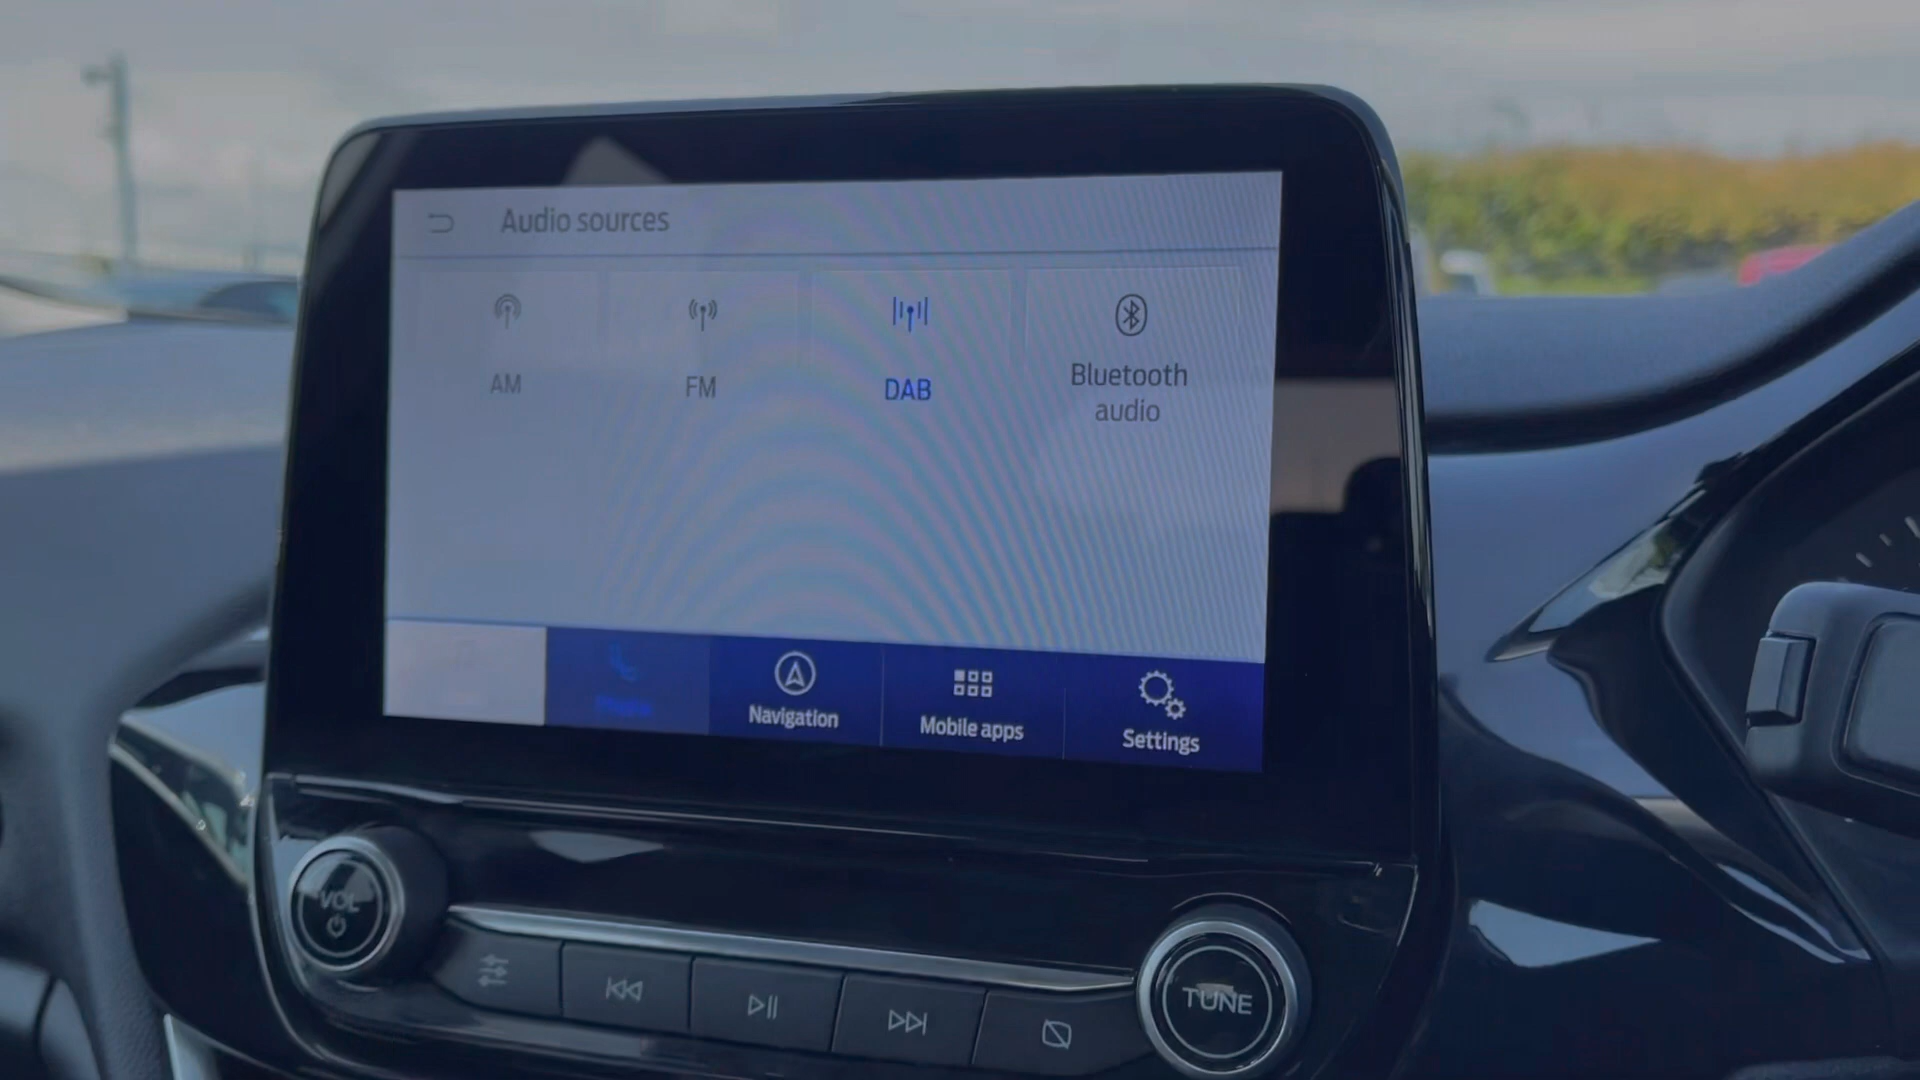 Audio sources
AM
FM
DAB
Bluetooth
audio
Navigation
Mobile apps
Settings
VOL
TUNE